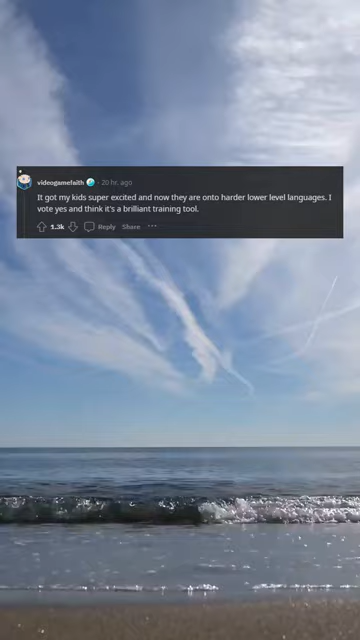 videogamefaith · 20 hr. ago
It got my kids super excited and now they are onto harder lower level languages. I
vote yes and think it's a brilliant training tool.
1.3k Reply Share ···